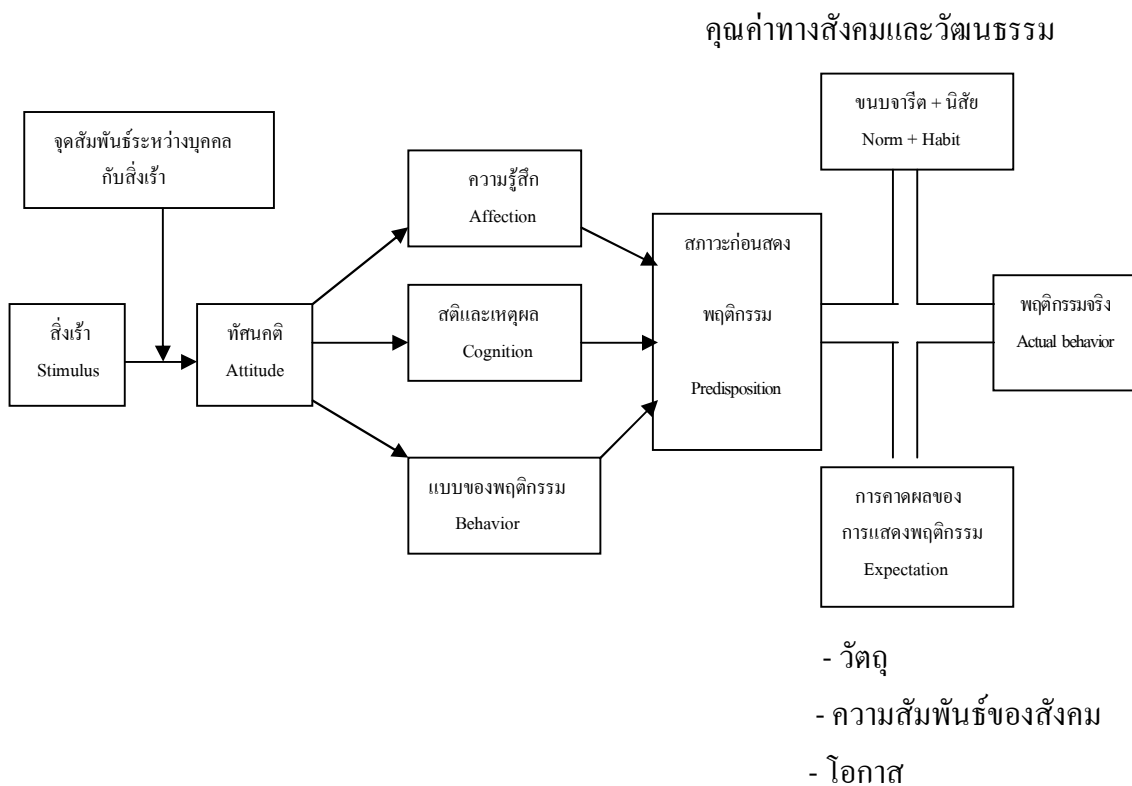 คุณค่าทางสังคมและวัฒนธรรม
ขนบจารีต + นิสัย
Norm + Habit
จุดสัมพันธ์ระหว่างบุคคล
กับสิ่งเร้า
ความรู้สึก
Affection
สภาวะก่อนสดง
พฤติกรรม
Predisposition
สิ่งเร้า
Stimulus
ทัศนคติ
Attitude
สติและเหตุผล
Cognition
พฤติกรรมจริง
Actual behavior
แบบของพฤติกรรม
Behavior
การคาดผลของ
การแสดงพฤติกรรม
Expectation
- วัตถุ
- ความสัมพันธ์ของสังคม
- โอกาส